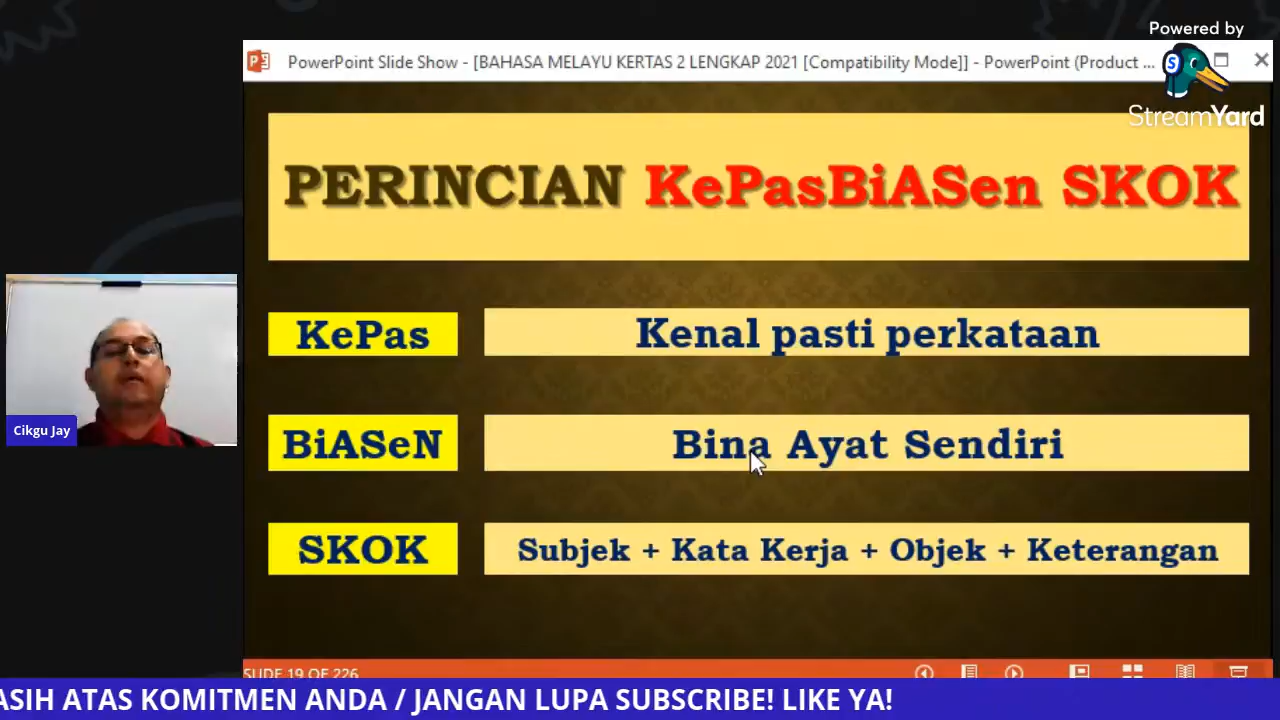 Powered by
StreamYard
PowerPoint Slide Show - [BAHASA MELAYU KERTAS 2 LENGKAP 2021 [Compatibility Mode]] - PowerPoint (Product ...
PERINCIAN KePasBiASen SKOK
KePas
Kenal pasti perkataan
BiASeN
Bina Ayat Sendiri
SKOK
Subjek + Kata Kerja + Objek + Keterangan
Cikgu Jay
SLIDE 19 OF 226
ASIH ATAS KOMITMEN ANDA / JANGAN LUPA SUBSCRIBE! LIKE YA!